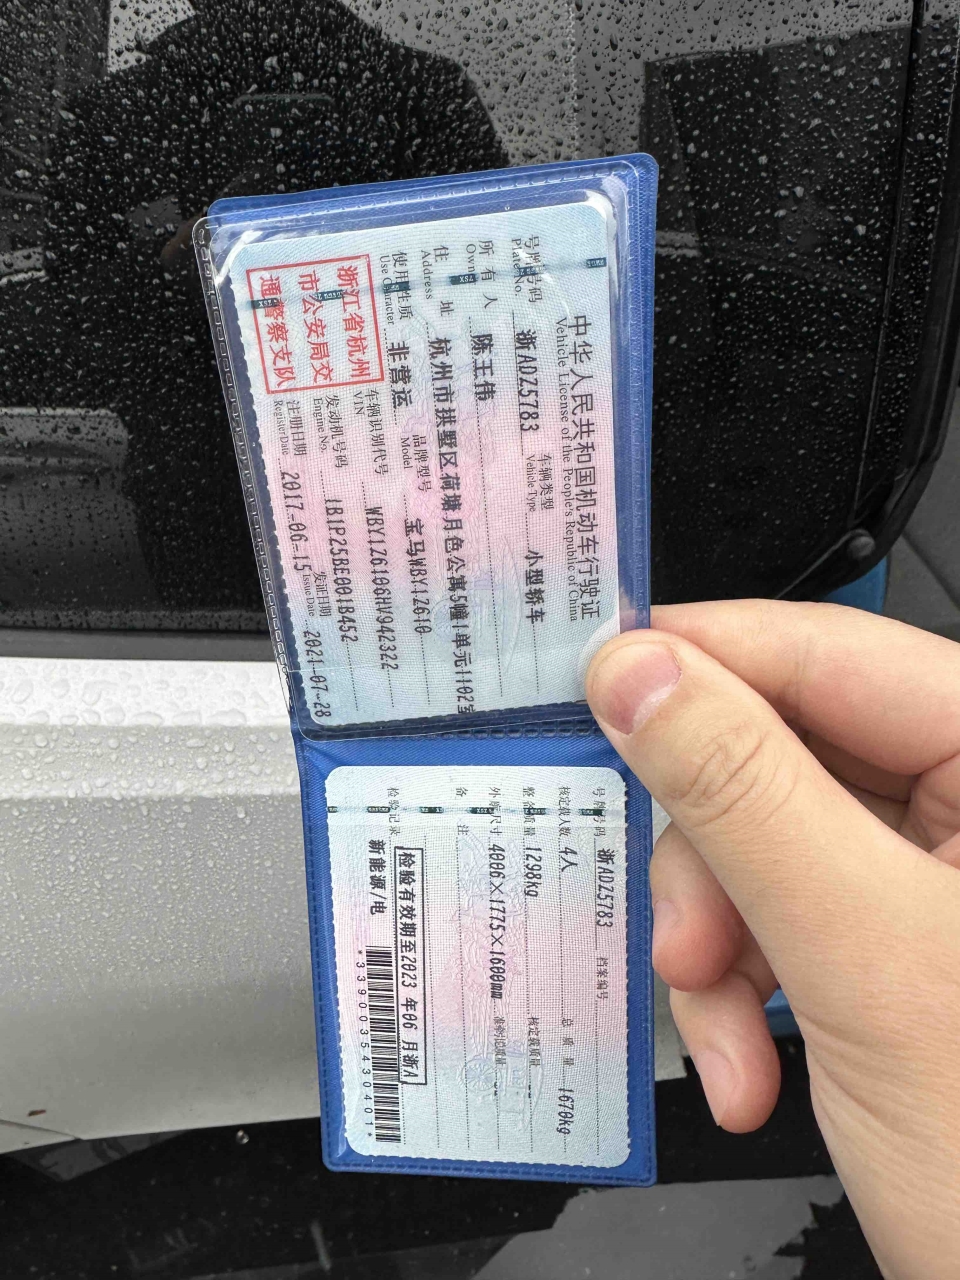 中华人民共和国机动车行驶证
Vehicle License of the People's Republic of China
号牌号码 浙ADZ5783 车辆类型 小型轿车
Plate No. Vehicle Type
所有人 陈王伟
Owner
住址 杭州市拱墅区荷塘月色公寓5幢1单元1102室
Address
使用性质 非营运 品牌型号 宝马WBY1Z610
Use Character Model
浙江省杭州
市公安局交
通警察支队
车辆识别代号 WBY1Z6106HV942322
VIN
发动机号码 IB1P25BE001B452
Engine No.
注册日期 2017-06-15 发证日期 2021-07-28
Register Date Issue Date
号牌号码 浙ADZ5783 档案编号
核定载人数 4人 总质量 1670kg
整备质量 1298kg 核定载质量 --
外廓尺寸 4006×1775×1600mm 准牵引总质量 --
备注
检验有效期至2023年06月浙A
检验记录
新能源/电
*3390035430401*